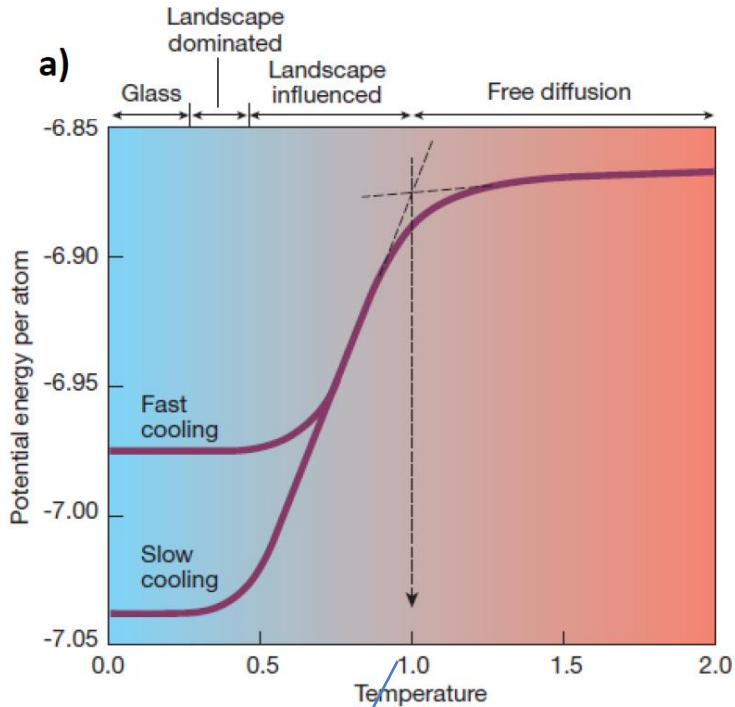 a)
Landscape
dominated
Glass
Landscape
influenced
Free diffusion
-6.85
-6.90
-6.95
-7.00
-7.05
Potential energy per atom
Fast
cooling
Slow
cooling
0.0 0.5 1.0 1.5 2.0
Temperature